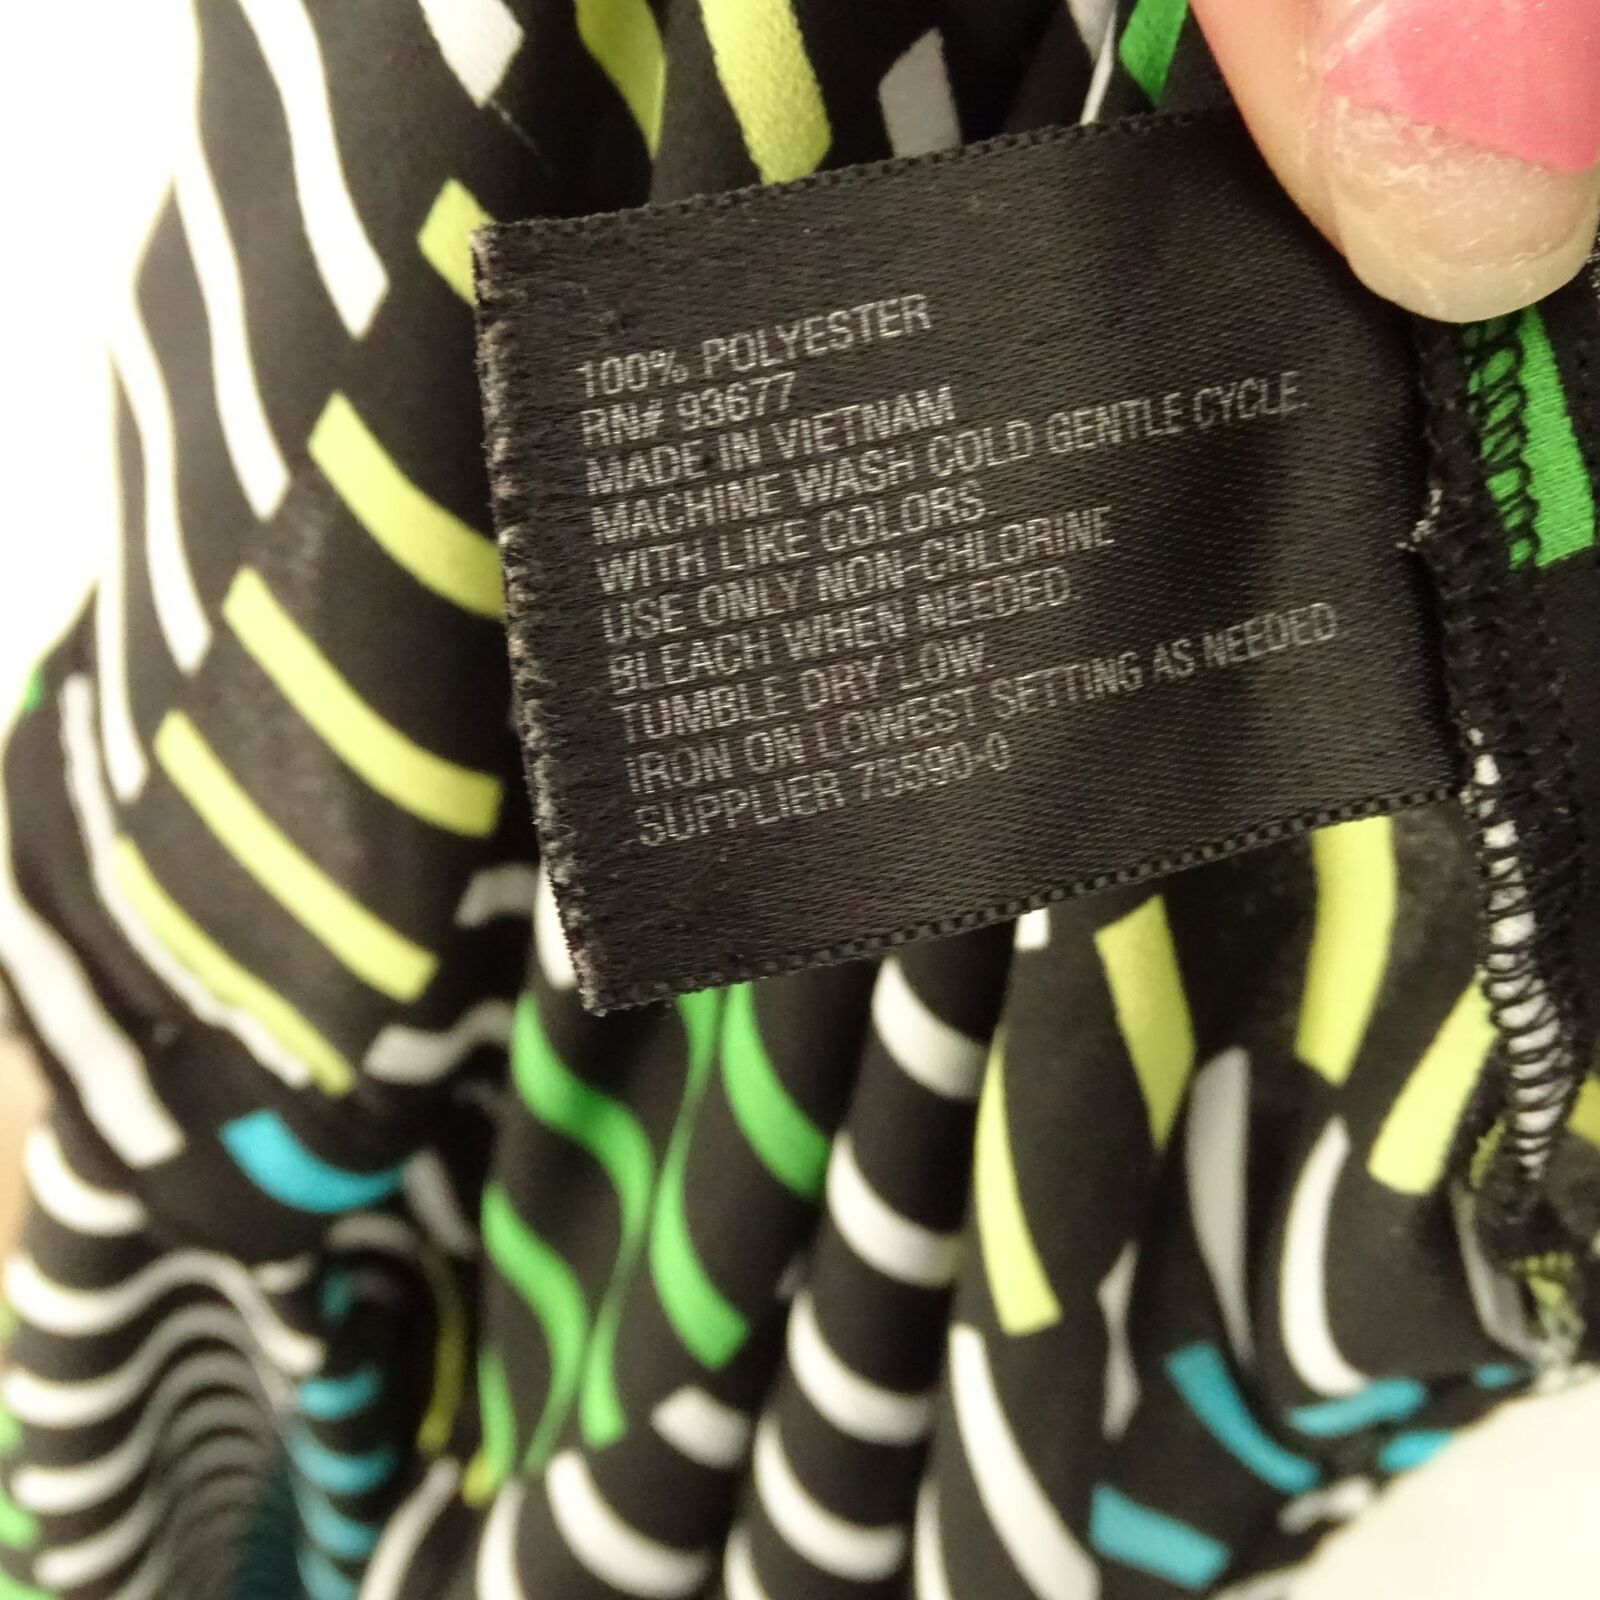 100% POLYESTER
RN# 93677
MADE IN VIETNAM
MACHINE WASH COLD GENTLE CYCLE
WITH LIKE COLORS
USE ONLY NON-CHLORINE
BLEACH WHEN NEEDED
TUMBLE DRY LOW.
IRON ON LOWEST SETTING AS NEEDED
SUPPLIER 75590-0